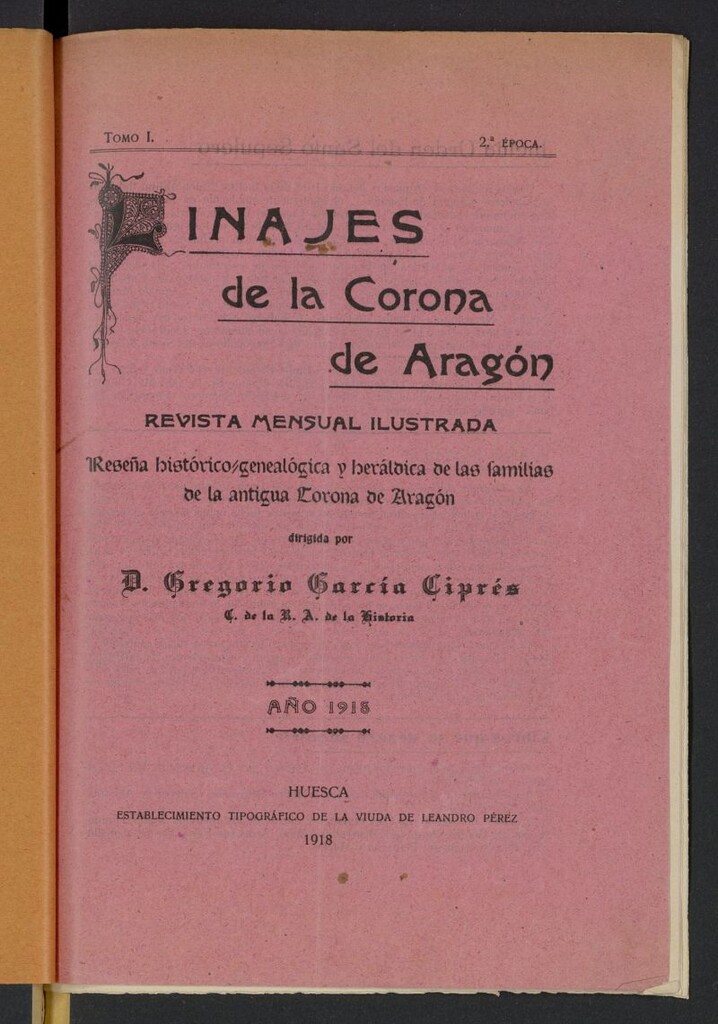 Tomo I.
2.ª época.
LINAJES
de la Corona
de Aragón
REVISTA MENSUAL ILUSTRADA
Reseña histórico-genealógica y heráldica de las familias
de la antigua Corona de Aragón
dirigida por
D. Gregorio García Ciprés
C. de la R. A. de la Historia
AÑO 1918
HUESCA
ESTABLECIMIENTO TIPOGRÁFICO DE LA VIUDA DE LEANDRO PÉREZ
1918